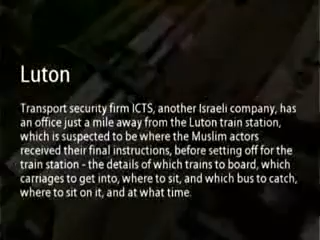 Luton
Transport security firm ICTS, another Israeli company, has
an office just a mile away from the Luton train station,
which is suspected to be where the Muslim actors
received their final instructions, before setting off for the
train station - the details of which trains to board, which
carriages to get into, where to sit, and which bus to catch,
where to sit on it, and at what time.